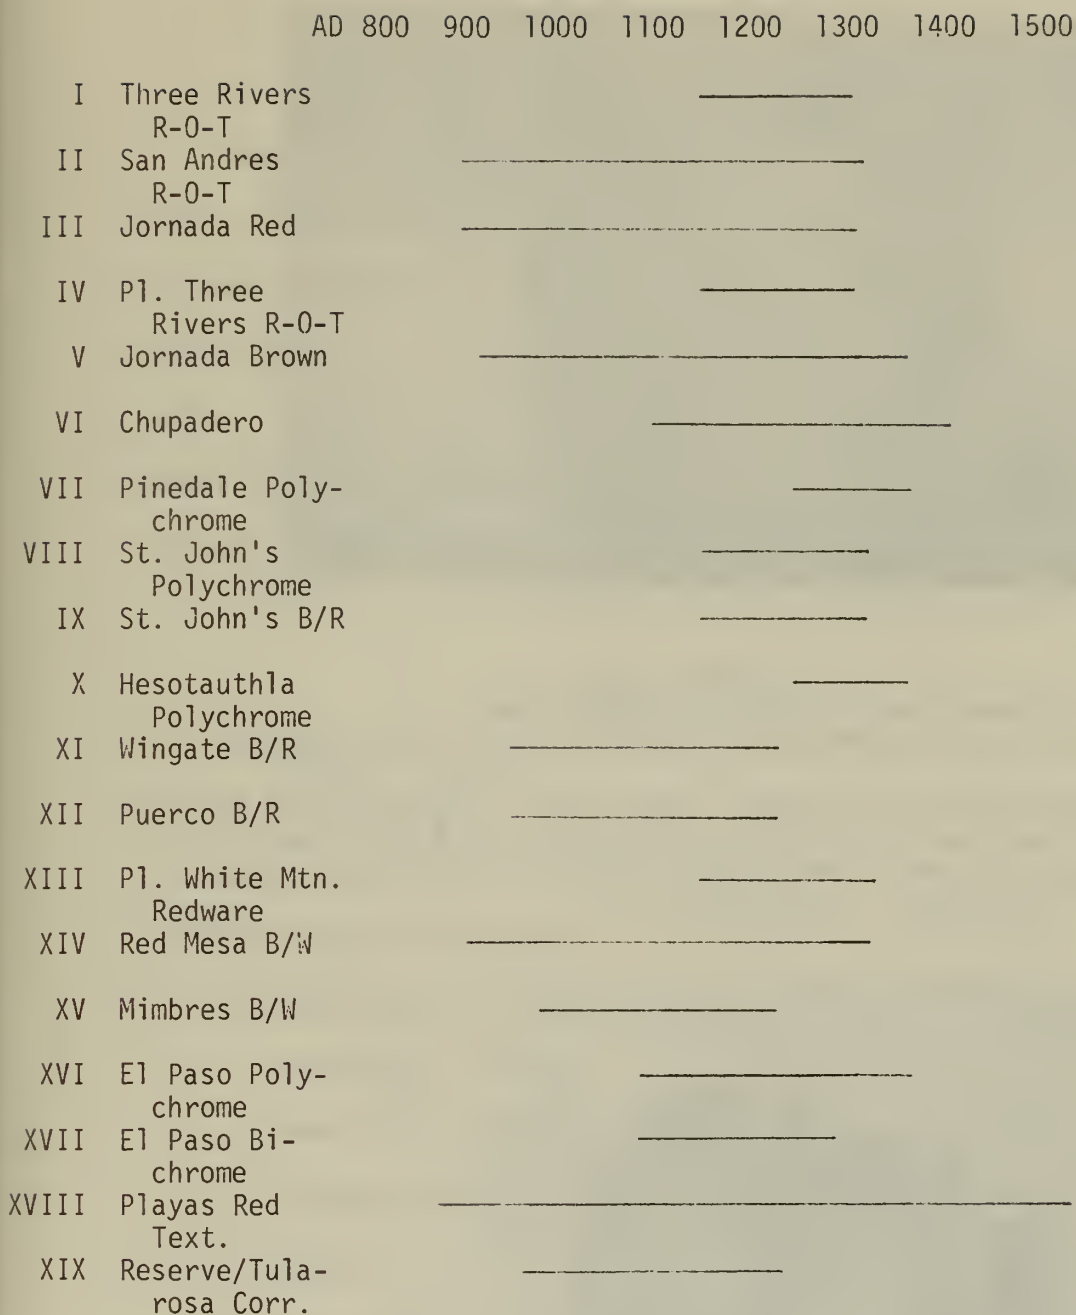 AD 800 900 1000 1100 1200 1300 1400 1500
I Three Rivers
R-O-T
II San Andres
R-O-T
III Jornada Red
IV Pl. Three
Rivers R-O-T
V Jornada Brown
VI Chupadero
VII Pinedale Poly-
chrome
VIII St. John's
Polychrome
IX St. John's B/R
X Hesotauthla
Polychrome
XI Wingate B/R
XII Puerco B/R
XIII Pl. White Mtn.
Redware
XIV Red Mesa B/W
XV Mimbres B/W
XVI El Paso Poly-
chrome
XVII El Paso Bi-
chrome
XVIII Playas Red
Text.
XIX Reserve/Tula-
rosa Corr.